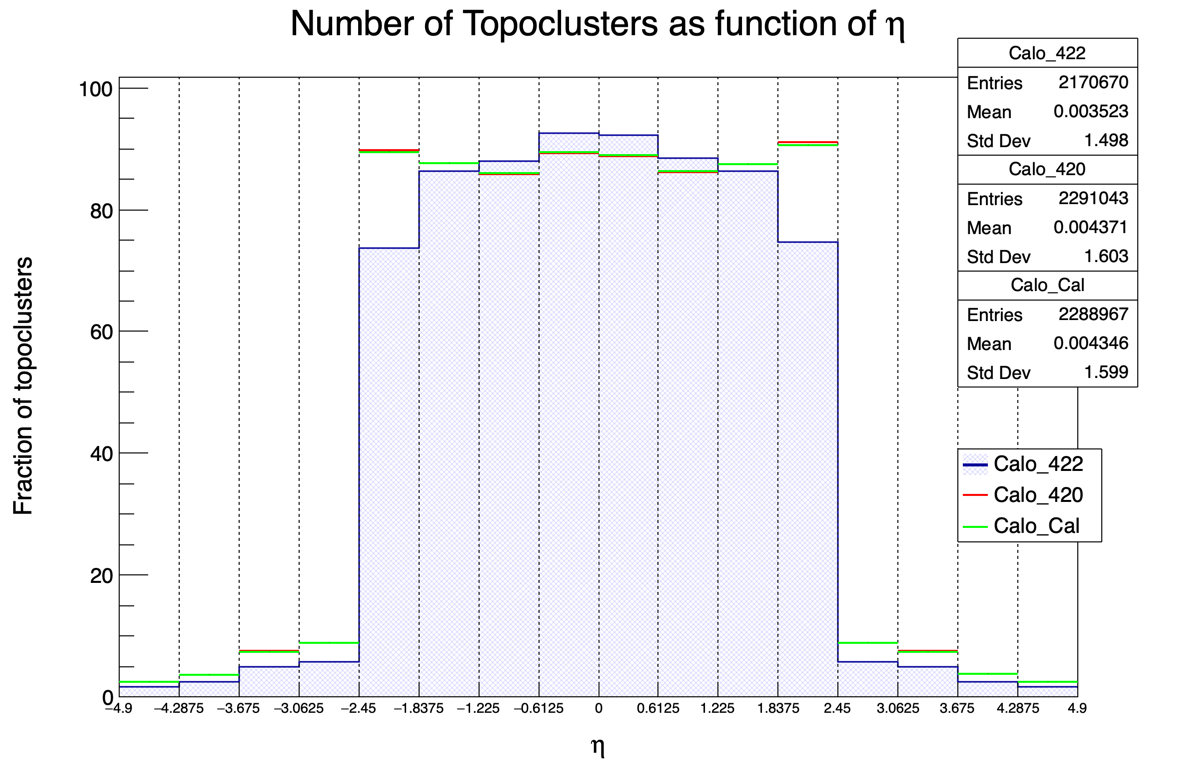 Number of Topoclusters as function of η
Calo_422
Entries 2170670
Mean 0.003523
Std Dev 1.498
Calo_420
Entries 2291043
Mean 0.004371
Std Dev 1.603
Calo_Cal
Entries 2288967
Mean 0.004346
Std Dev 1.599
Fraction of topoclusters
100
80
60
40
20
0
Calo_422
Calo_420
Calo_Cal
−4.9 −4.2875 −3.675 −3.0625 −2.45 −1.8375 −1.225 −0.6125 0 0.6125 1.225 1.8375 2.45 3.0625 3.675 4.2875 4.9
η